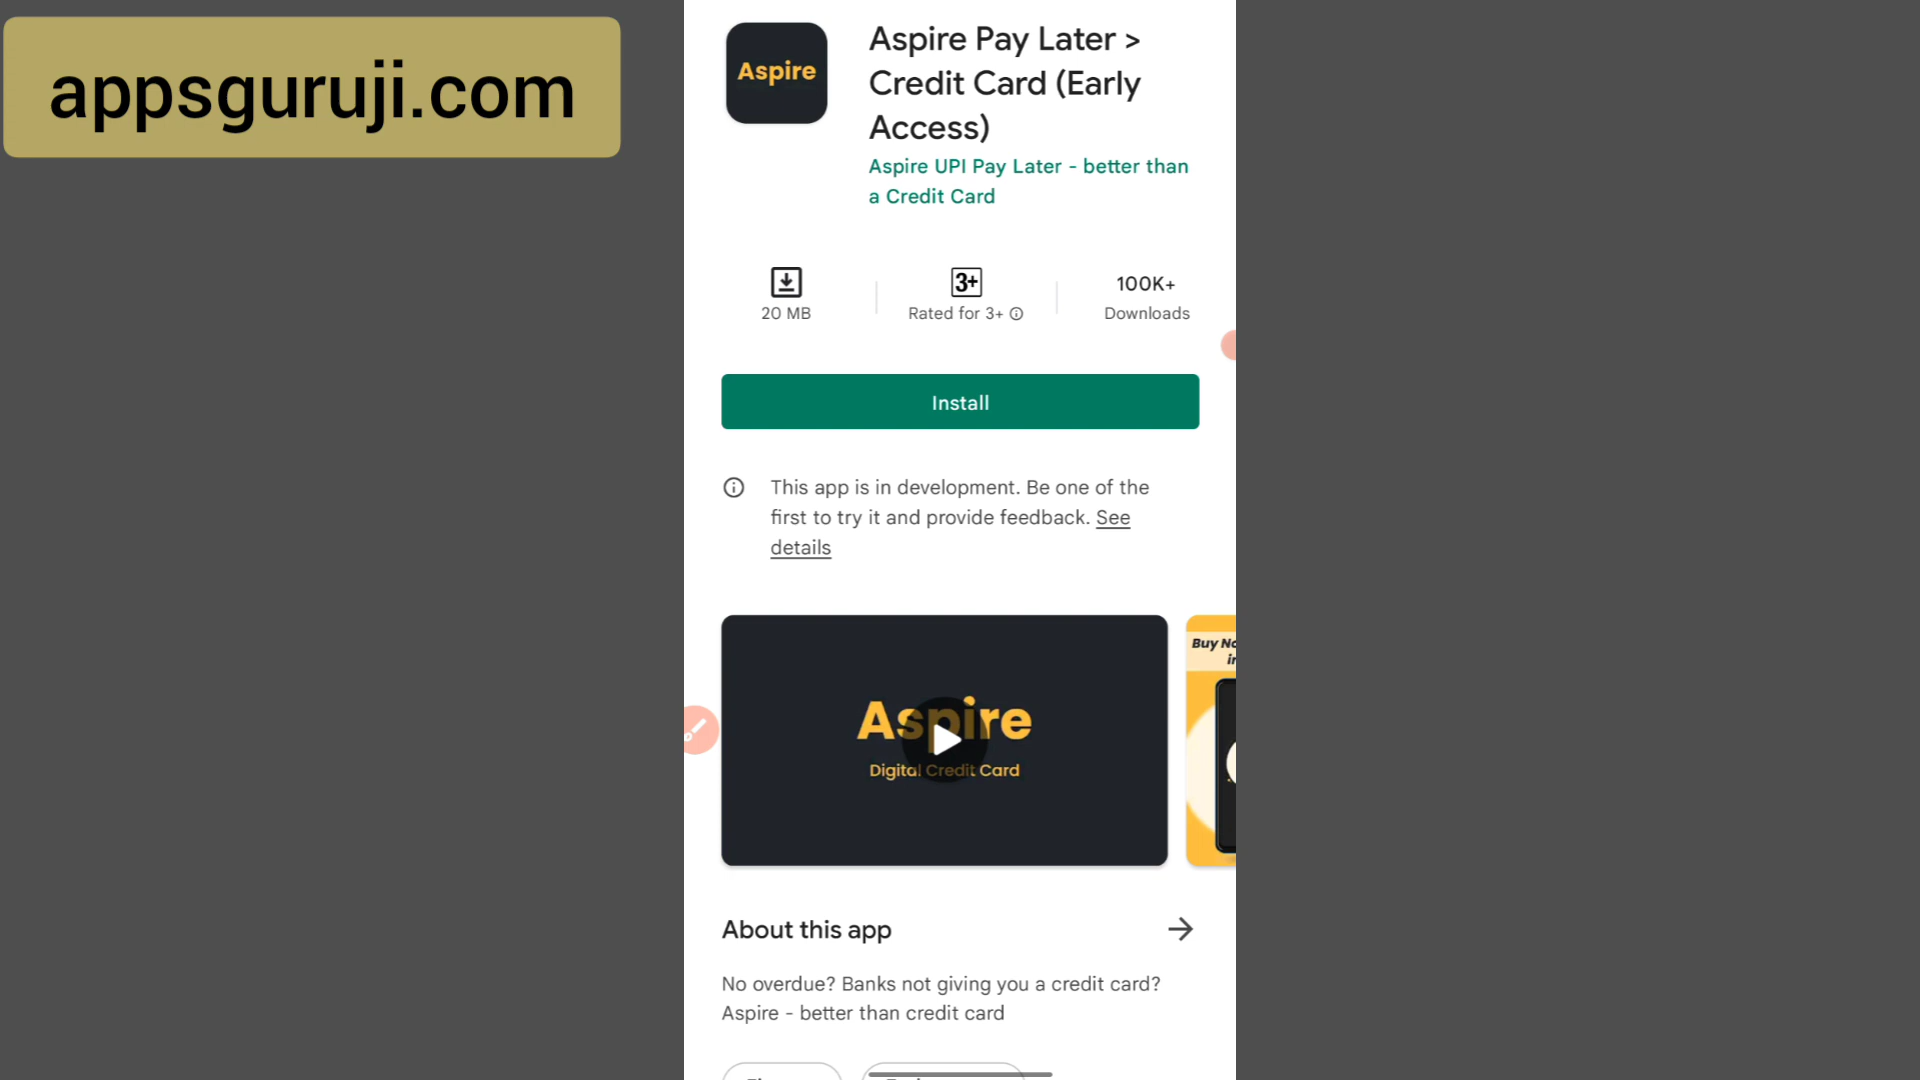 appsguruji.com
Aspire
Aspire Pay Later >
Credit Card (Early
Access)
Aspire UPI Pay Later - better than
a Credit Card
20 MB
3+
Rated for 3+
100K+
Downloads
Install
This app is in development. Be one of the
first to try it and provide feedback. See
details
Aspire
Digital Credit Card
Buy
About this app
No overdue? Banks not giving you a credit card?
Aspire - better than credit card